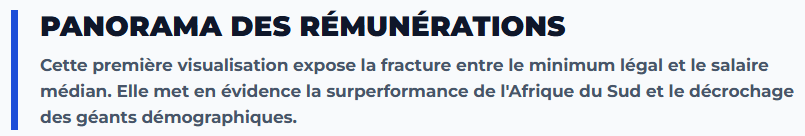 PANORAMA DES RÉMUNÉRATIONS
Cette première visualisation expose la fracture entre le minimum légal et le salaire
médian. Elle met en évidence la surperformance de l'Afrique du Sud et le décrochage
des géants démographiques.